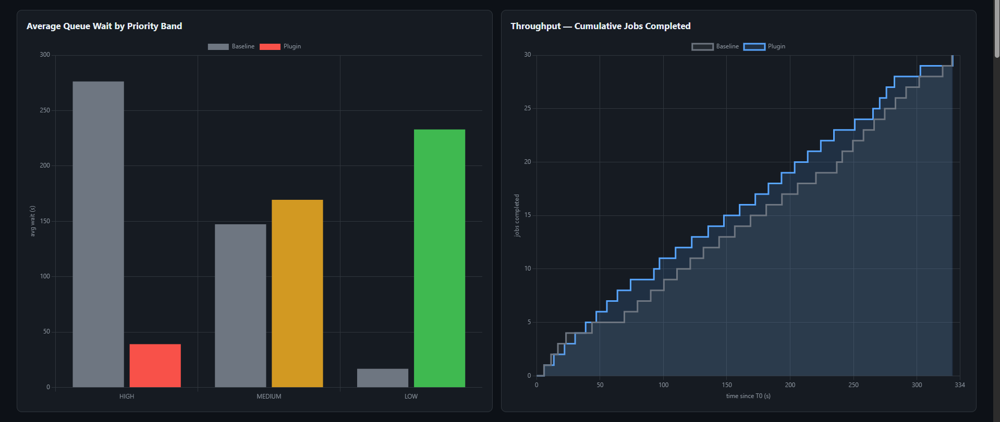 Average Queue Wait by Priority Band
Baseline Plugin
300
250
200
150
100
50
0
avg wait (s)
HIGH MEDIUM LOW
Throughput — Cumulative Jobs Completed
Baseline Plugin
30
25
20
15
10
5
0
jobs completed
0 50 100 150 200 250 300 334
time since T0 (s)